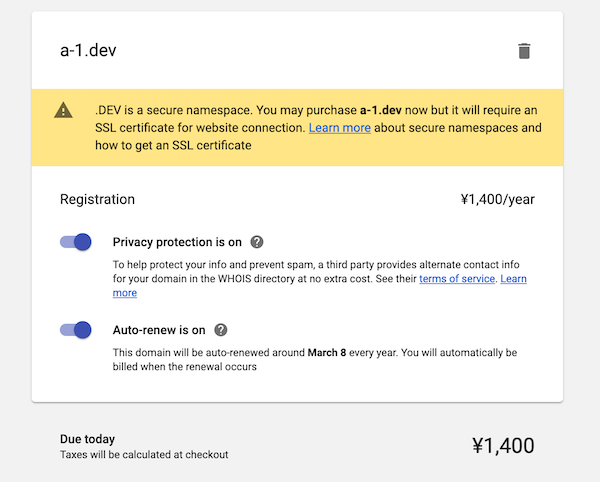 a-1.dev
.DEV is a secure namespace. You may purchase a-1.dev now but it will require an
SSL certificate for website connection. Learn more about secure namespaces and
how to get an SSL certificate
Registration
¥1,400/year
Privacy protection is on
To help protect your info and prevent spam, a third party provides alternate contact info
for your domain in the WHOIS directory at no extra cost. See their terms of service. Learn
more
Auto-renew is on
This domain will be auto-renewed around March 8 every year. You will automatically be
billed when the renewal occurs
Due today
Taxes will be calculated at checkout
¥1,400